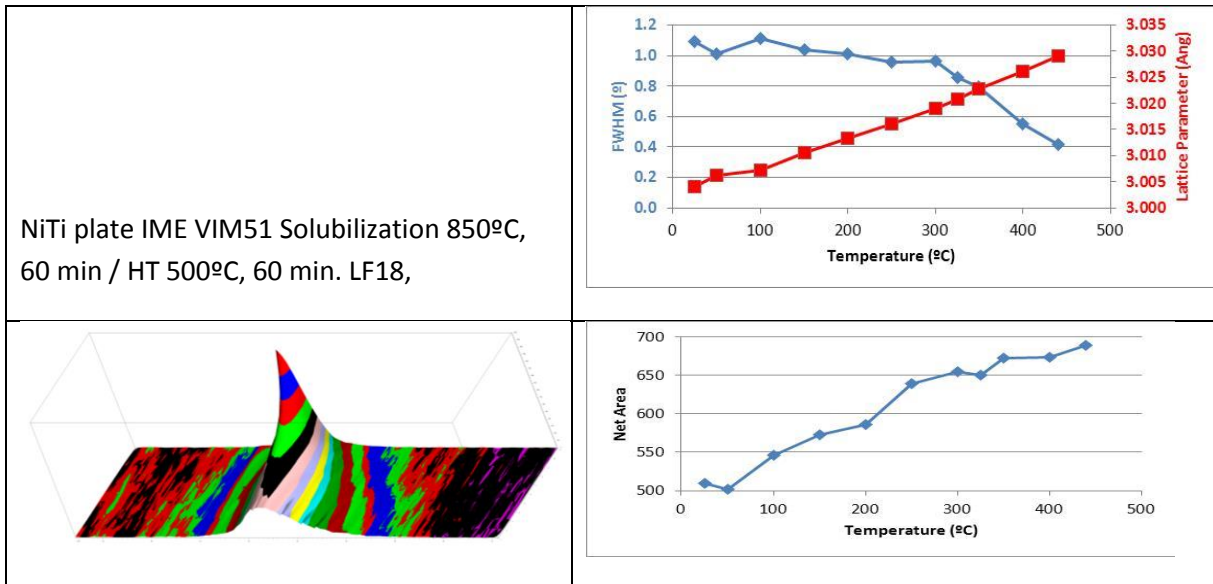 NiTi plate IME VIM51 Solubilization 850ºC,
60 min / HT 500ºC, 60 min. LF18,
FWHM (º)
1.2
1.0
0.8
0.6
0.4
0.2
0.0
3.035
3.030
3.025
3.020
3.015
3.010
3.005
3.000
Lattice Parameter (Ang)
0 100 200 300 400 500
Temperature (ºC)
Net Area
700
650
600
550
500
0 100 200 300 400 500
Temperature (ºC)